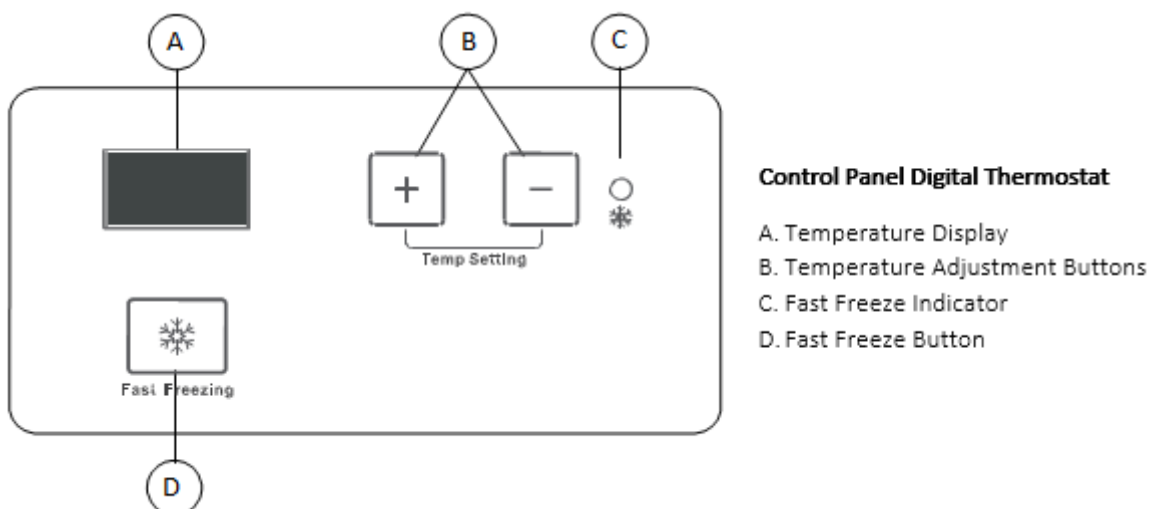 A
B
C
+
−
Temp Setting
Fast Freezing
D
Control Panel Digital Thermostat
A. Temperature Display
B. Temperature Adjustment Buttons
C. Fast Freeze Indicator
D. Fast Freeze Button